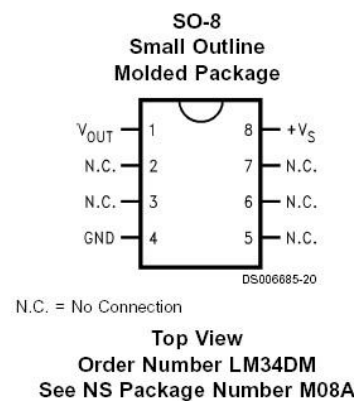 SO-8
Small Outline
Molded Package
VOUT 1 8 +VS
N.C. 2 7 N.C.
N.C. 3 6 N.C.
GND 4 5 N.C.
DS006685-20
N.C. = No Connection
Top View
Order Number LM34DM
See NS Package Number M08A